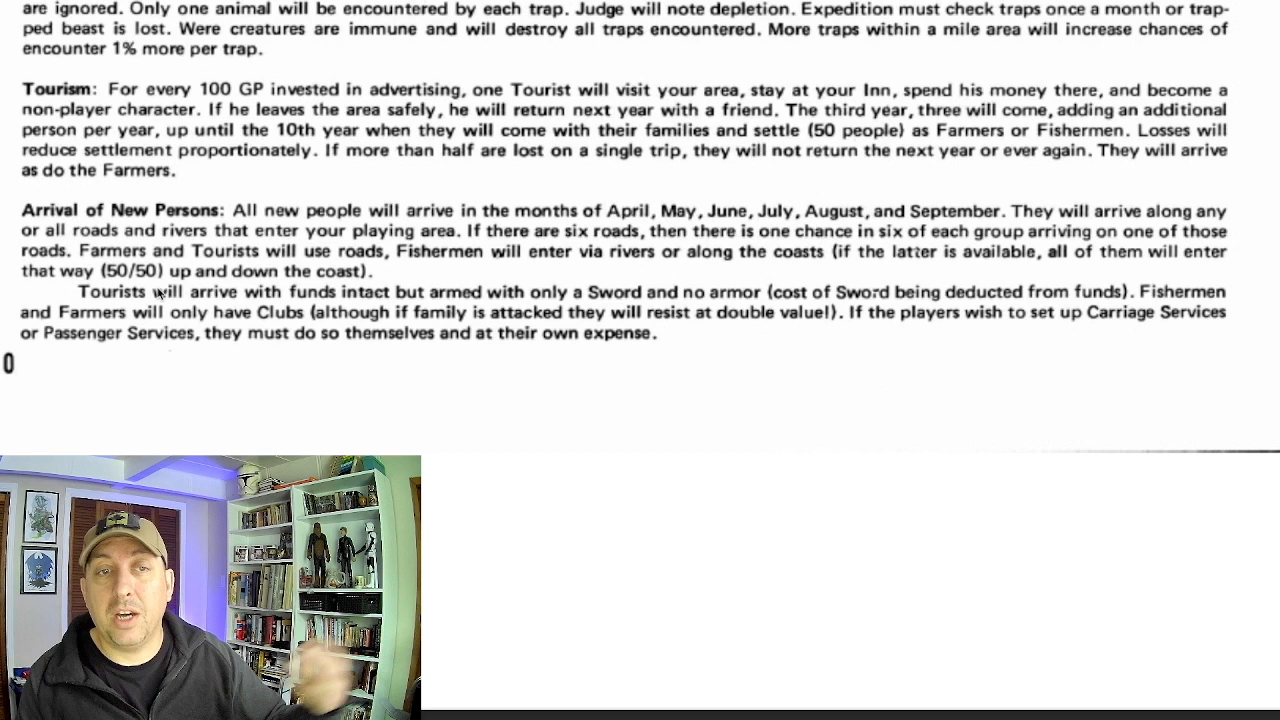 are ignored. Only one animal will be encountered by each trap. Judge will note depletion. Expedition must check traps once a month or trap-
ped beast is lost. Were creatures are immune and will destroy all traps encountered. More traps within a mile area will increase chances of
encounter 1% more per trap.
Tourism: For every 100 GP invested in advertising, one Tourist will visit your area, stay at your Inn, spend his money there, and become a
non-player character. If he leaves the area safely, he will return next year with a friend. The third year, three will come, adding an additional
person per year, up until the 10th year when they will come with their families and settle (50 people) as Farmers or Fishermen. Losses will
reduce settlement proportionately. If more than half are lost on a single trip, they will not return the next year or ever again. They will arrive
as do the Farmers.
Arrival of New Persons: All new people will arrive in the months of April, May, June, July, August, and September. They will arrive along any
or all roads and rivers that enter your playing area. If there are six roads, then there is one chance in six of each group arriving on one of those
roads. Farmers and Tourists will use roads, Fishermen will enter via rivers or along the coasts (if the latter is available, all of them will enter
that way (50/50) up and down the coast).
Tourists will arrive with funds intact but armed with only a Sword and no armor (cost of Sword being deducted from funds). Fishermen
and Farmers will only have Clubs (although if family is attacked they will resist at double value!). If the players wish to set up Carriage Services
or Passenger Services, they must do so themselves and at their own expense.
0